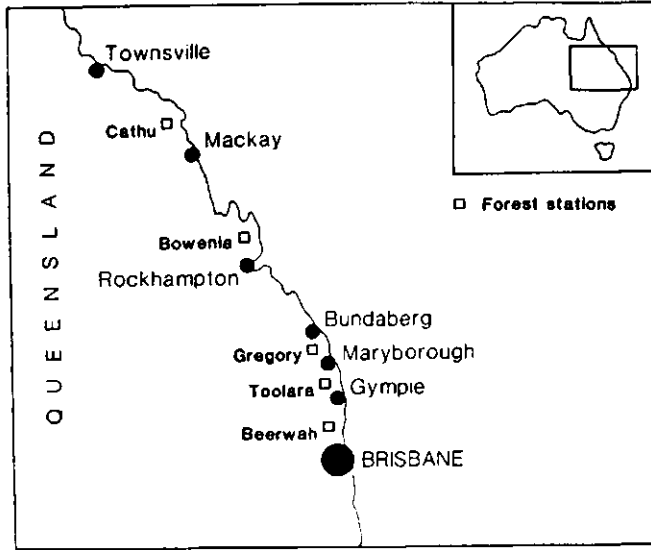 Townsville
Cathu
Mackay
QUEENSLAND
Forest stations
Bowenia
Rockhampton
Bundaberg
Gregory
Maryborough
Toolara
Gympie
Beerwah
BRISBANE